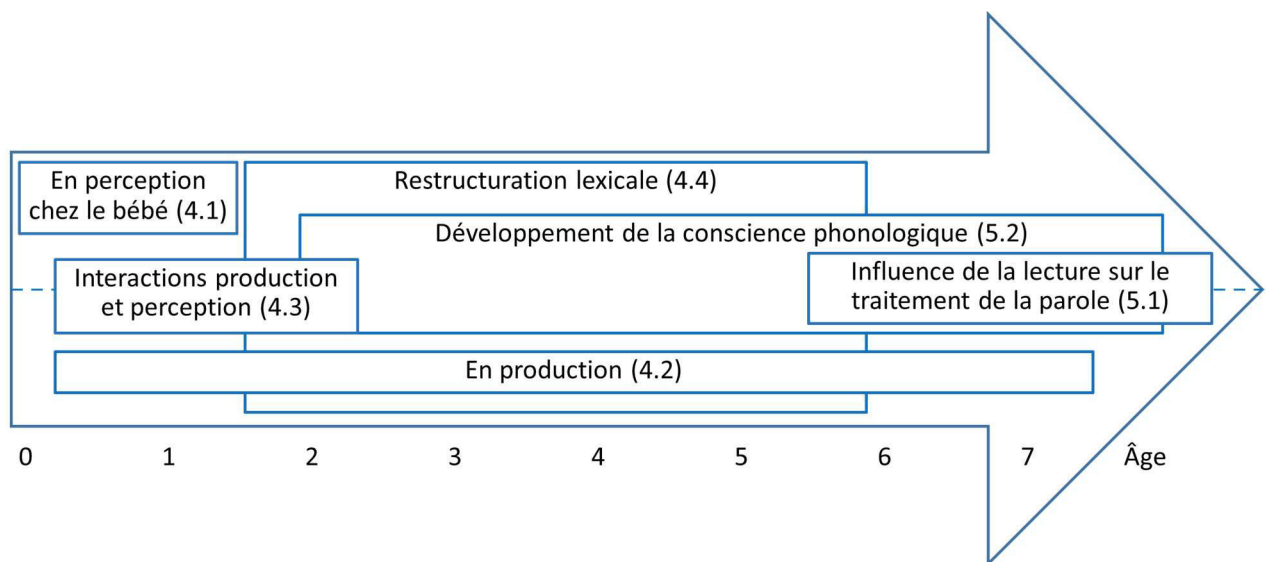 En perception
chez le bébé (4.1)
Restructuration lexicale (4.4)
Développement de la conscience phonologique (5.2)
Interactions production
et perception (4.3)
Influence de la lecture sur le
traitement de la parole (5.1)
En production (4.2)
0 1 2 3 4 5 6 7 Âge